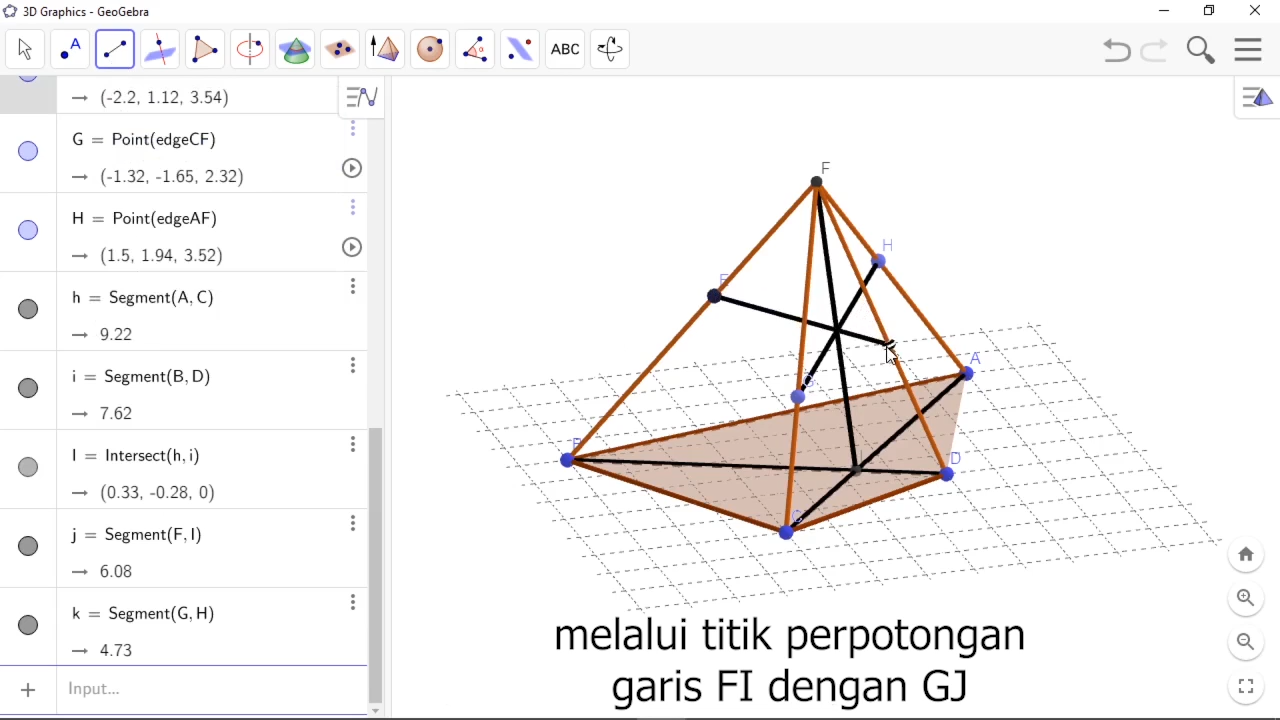 3D Graphics - GeoGebra
ABC
→ (-2.2, 1.12, 3.54)
G = Point(edgeCF)
→ (-1.32, -1.65, 2.32)
H = Point(edgeAF)
→ (1.5, 1.94, 3.52)
h = Segment(A, C)
→ 9.22
i = Segment(B, D)
→ 7.62
I = Intersect(h, i)
→ (0.33, -0.28, 0)
j = Segment(F, I)
→ 6.08
k = Segment(G, H)
→ 4.73
Input...
F
H
A
D
melalui titik perpotongan
garis FI dengan GJ